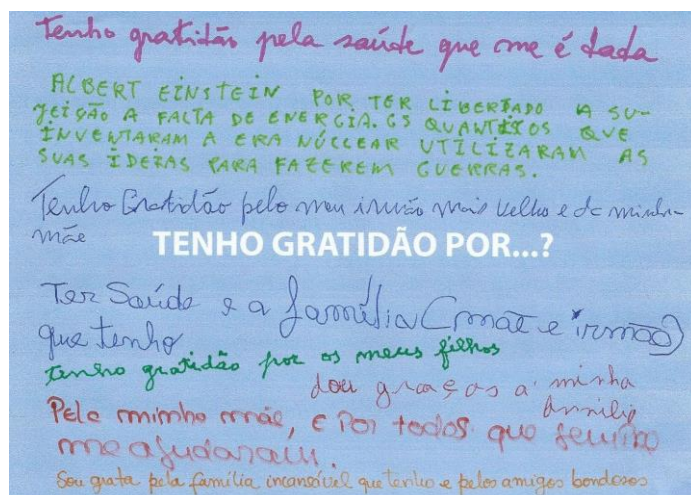 Tenho gratidão pela saúde que me é dada
ALBERT EINSTEIN POR TER LIBERTADO A SU-
JEIÇÃO A FALTA DE ENERGIA. OS QUE
INVENTARAM A ERA NÚCLEAR UTILIZARAM AS
SUAS IDEIAS PARA FAZEREM GUERRAS.
Tenho Gratidão pelo meu irmão mais velho e da minha
mãe
TENHO GRATIDÃO POR...?
Ter Saúde e a família (mãe e irmão)
que tenho
tenho gratidão por os meus filhos
dou graças a minha
família
Pela minha mãe, e Por todos que sempre
me ajudaram.
Sou grata pela família incansável que tenho e pelos amigos bondosos